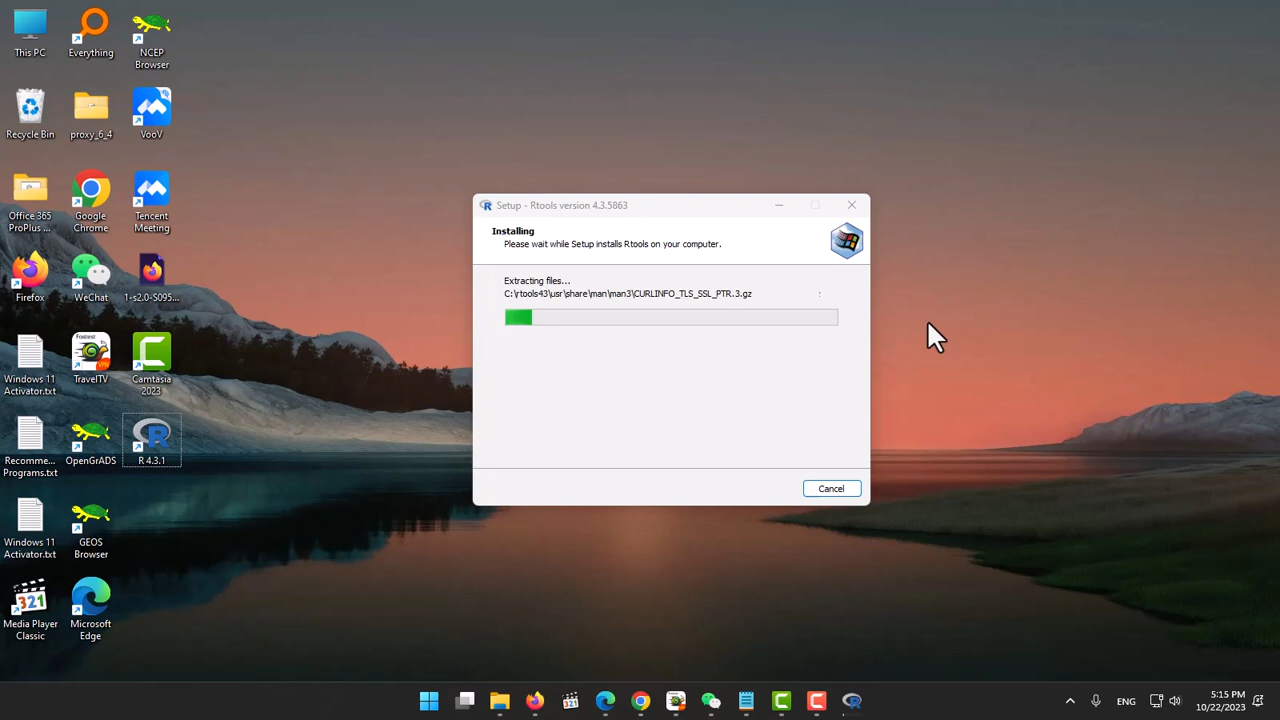 This PC
Everything
NCEP
Browser
Recycle Bin
proxy_6_4
VooV
Office 365
ProPlus ...
Google
Chrome
Tencent
Meeting
Firefox
WeChat
1-s2.0-S095...
Windows 11
Activator.txt
Foxtest
TravelTV
Camtasia
2023
Recomme...
Programs.txt
OpenGrADS
R 4.3.1
Windows 11
Activator.txt
GEOS
Browser
321
Media Player
Classic
Microsoft
Edge
Setup - Rtools version 4.3.5863
Installing
Please wait while Setup installs Rtools on your computer.
Extracting files...
C:\rtools43\usr\share\man\man3\CURLINFO_TLS_SSL_PTR.3.gz :
Cancel
ENG
5:15 PM
10/22/2023